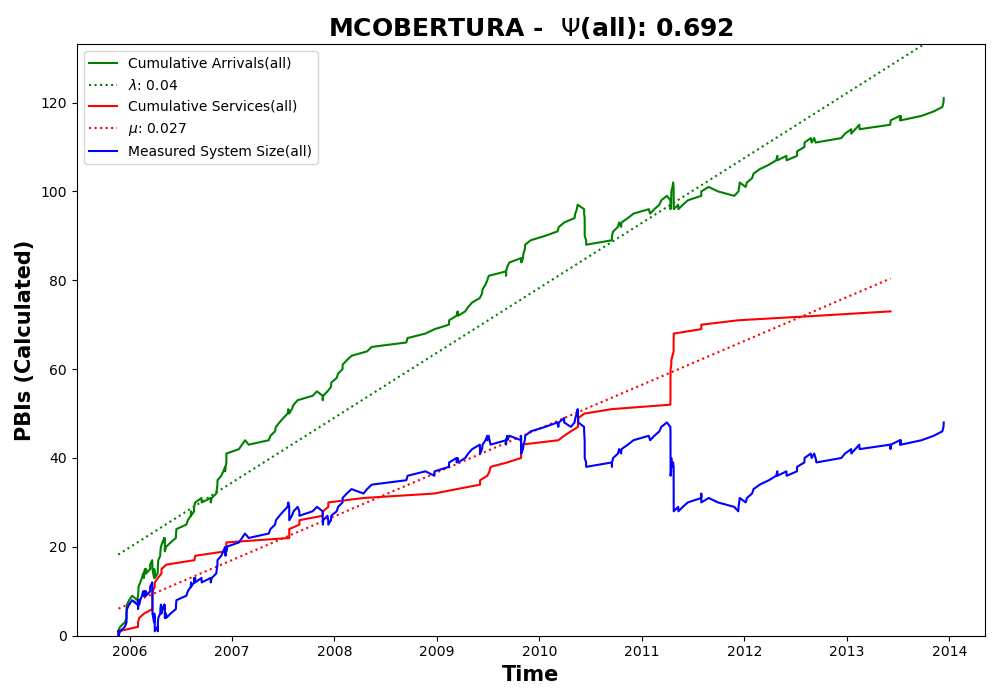 MCOBERTURA - Ψ(all): 0.692
Cumulative Arrivals(all)
λ: 0.04
Cumulative Services(all)
μ: 0.027
Measured System Size(all)
PBIs (Calculated)
120
100
80
60
40
20
0
2006 2007 2008 2009 2010 2011 2012 2013 2014
Time